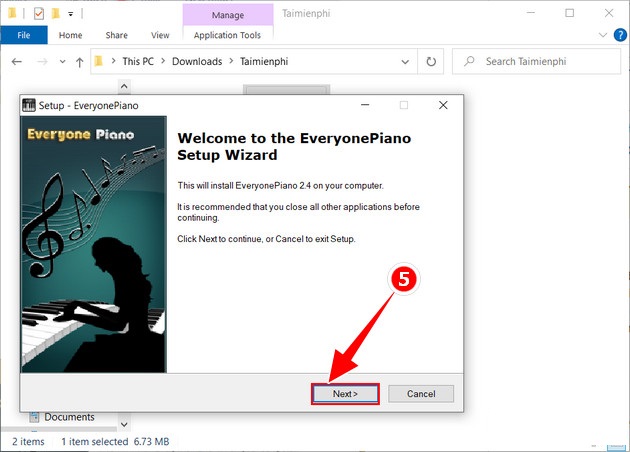 Manage
Taimienphi
File
Home
Share
View
Application Tools
?
This PC > Downloads > Taimienphi
Search Taimienphi
Setup - EveryonePiano
Everyone Piano
Welcome to the EveryonePiano
Setup Wizard
This will install EveryonePiano 2.4 on your computer.
It is recommended that you close all other applications before
continuing.
Click Next to continue, or Cancel to exit Setup.
5
Next >
Cancel
Documents
2 items
1 item selected 6.73 MB